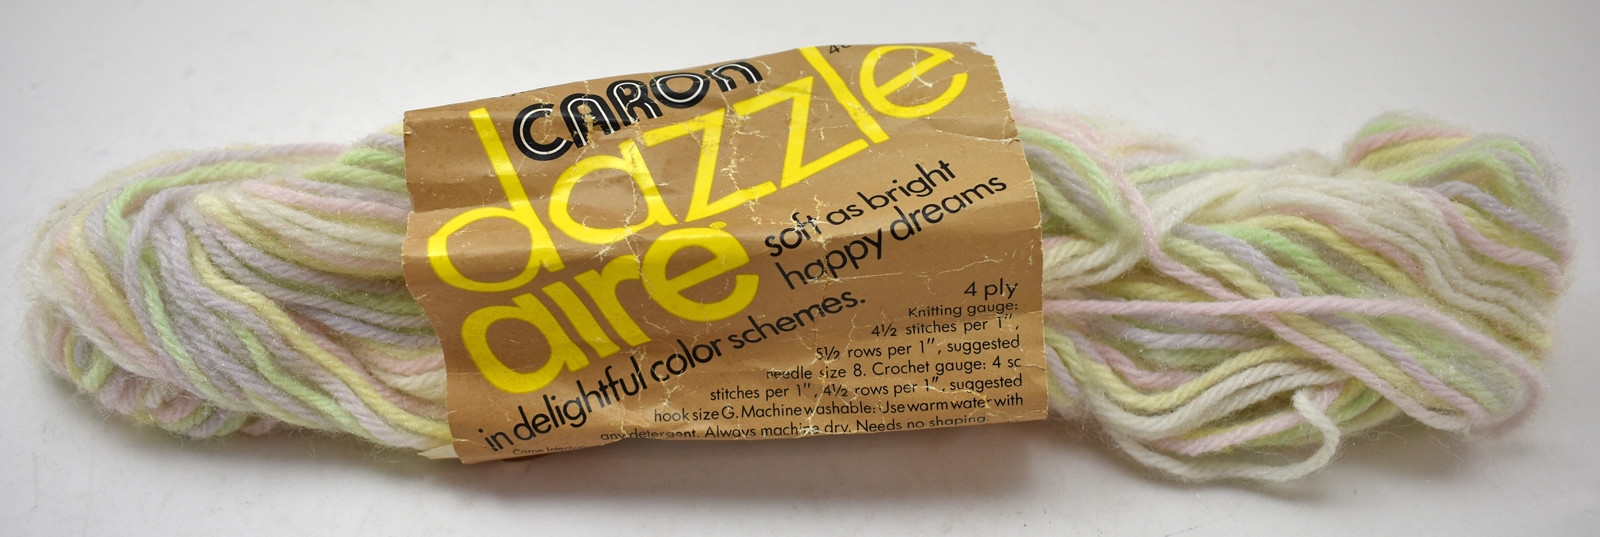 CARON
dazzle
aire®
soft as bright
happy dreams
in delightful color schemes.
4 ply
Knitting gauge:
4½ stitches per 1",
5½ rows per 1", suggested
needle size 8. Crochet gauge: 4 sc
stitches per 1", 4½ rows per 1", suggested
hook size G. Machine washable: Use warm water with
any detergent. Always machine dry. Needs no shaping.
Caron